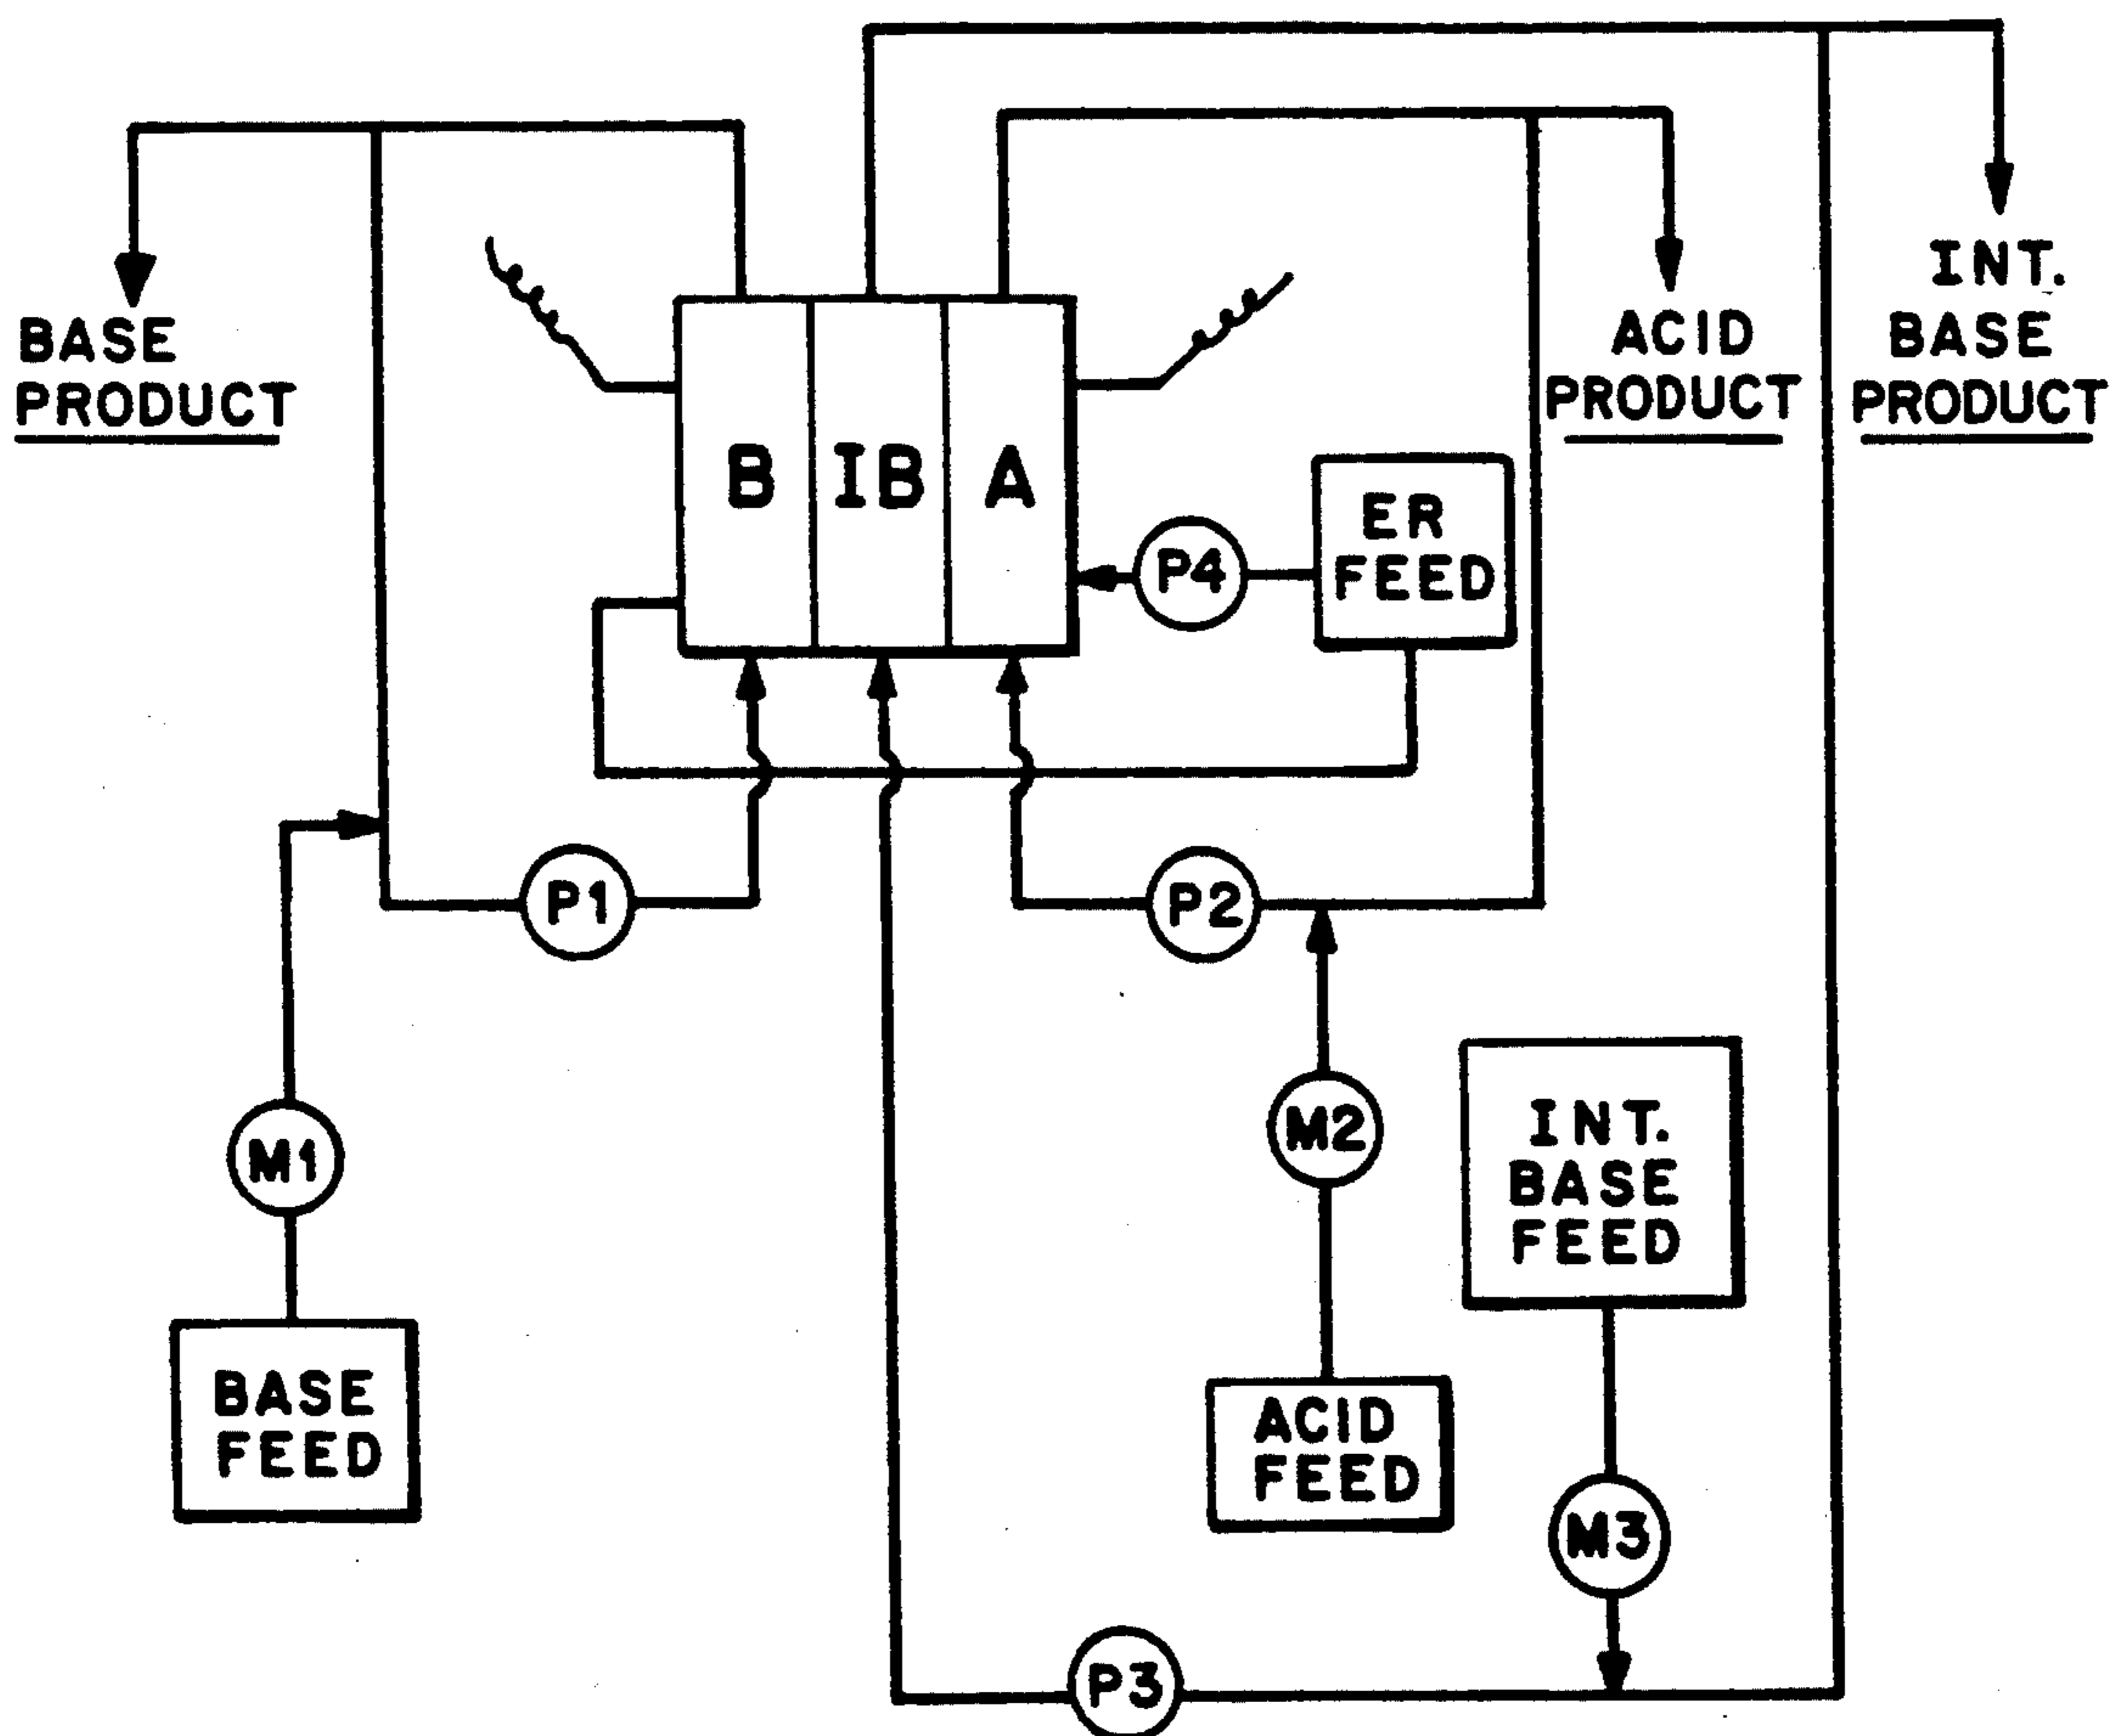 INT.
BASE
PRODUCT
ACID
PRODUCT
BASE
PRODUCT
B
IB
A
ER
FEED
P4
P1
P2
M1
M2
INT.
BASE
FEED
BASE
FEED
ACID
FEED
M3
P3